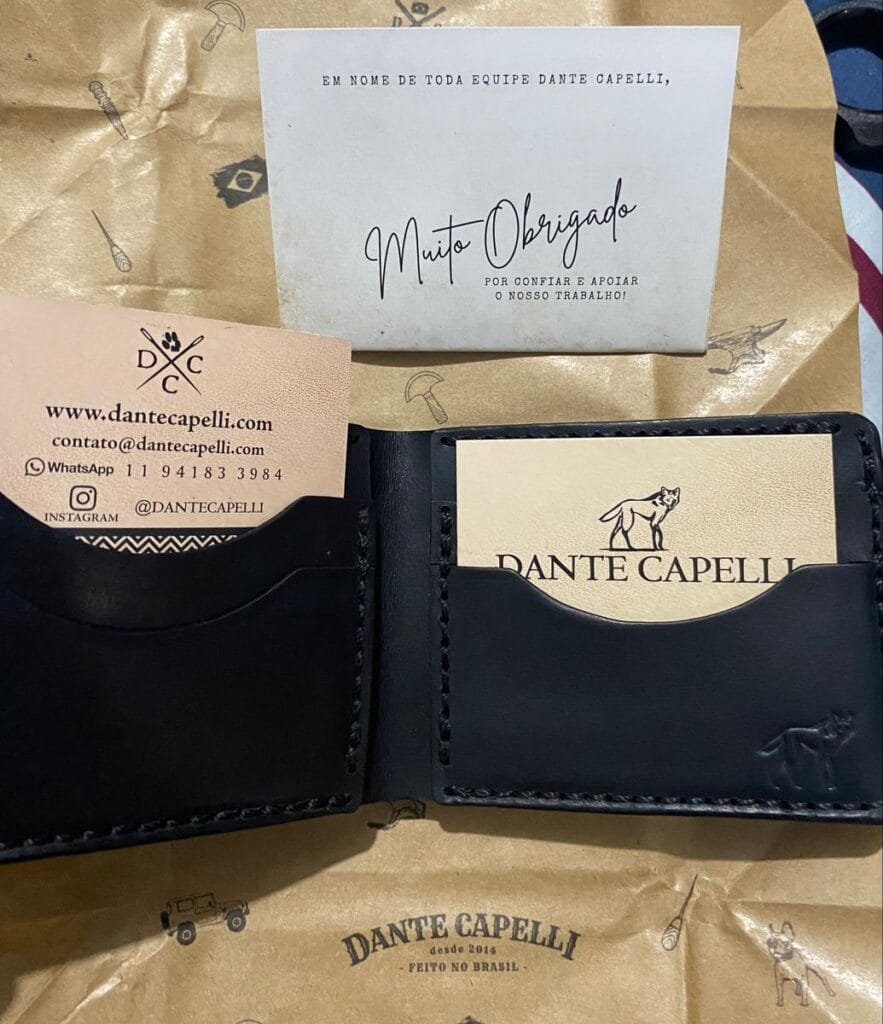 EM NOME DE TODA EQUIPE DANTE CAPELLI,
Muito Obrigado
POR CONFIAR E APOIAR
O NOSSO TRABALHO!
D C
C
www.dantecapelli.com
contato@dantecapelli.com
WhatsApp 11 94183 3984
INSTAGRAM @DANTECAPELLI
DANTE CAPELLI
DANTE CAPELLI
desde 2014
- FEITO NO BRASIL -